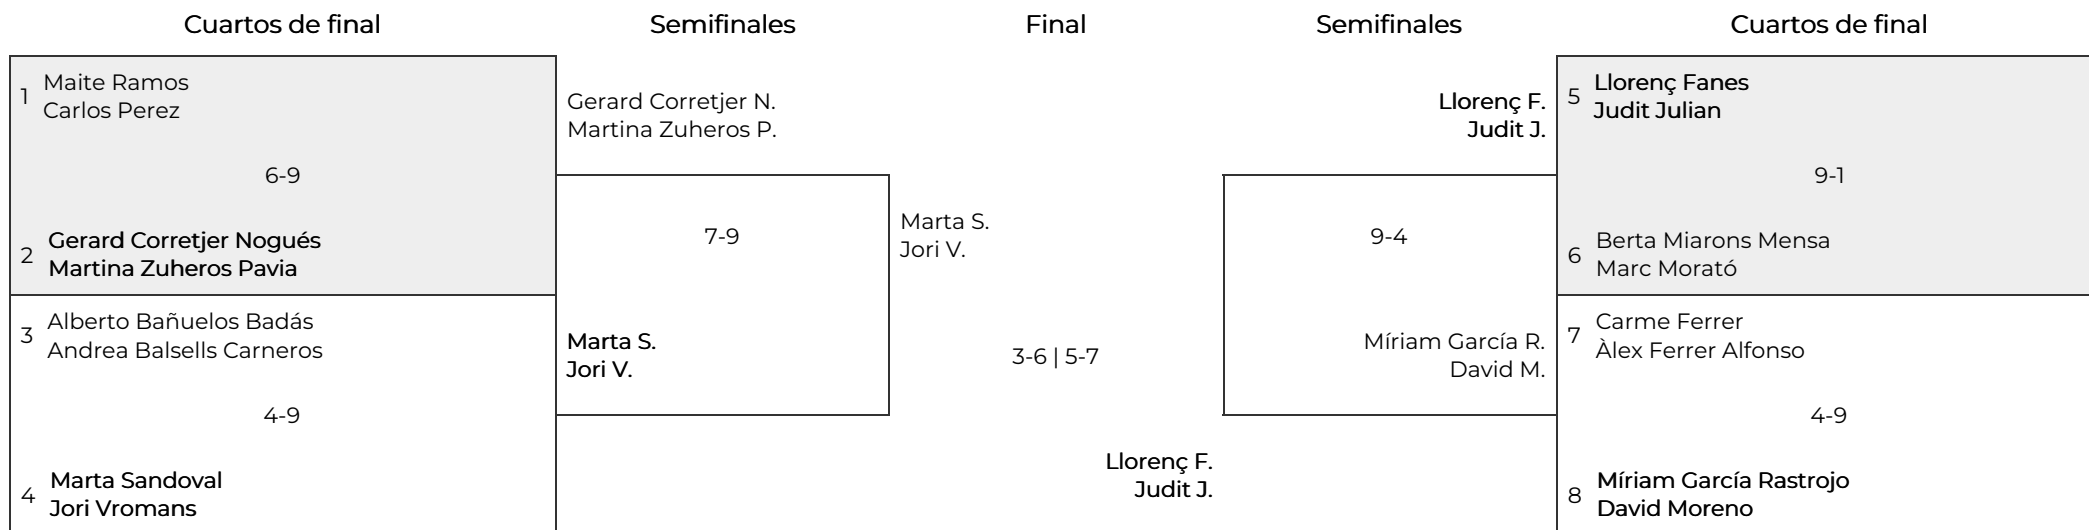 Cuartos de final
Semifinales
Final
Semifinales
Cuartos de final
1
Maite Ramos
Carlos Perez
6-9
2
Gerard Corretjer Nogués
Martina Zuheros Pavia
3
Alberto Bañuelos Badás
Andrea Balsells Carneros
4-9
4
Marta Sandoval
Jori Vromans
Gerard Corretjer N.
Martina Zuheros P.
7-9
Marta S.
Jori V.
Marta S.
Jori V.
3-6 | 5-7
Llorenç F.
Judit J.
Llorenç F.
Judit J.
9-4
Míriam García R.
David M.
5
Llorenç Fanes
Judit Julian
9-1
6
Berta Miarons Mensa
Marc Morató
7
Carme Ferrer
Àlex Ferrer Alfonso
4-9
8
Míriam García Rastrojo
David Moreno